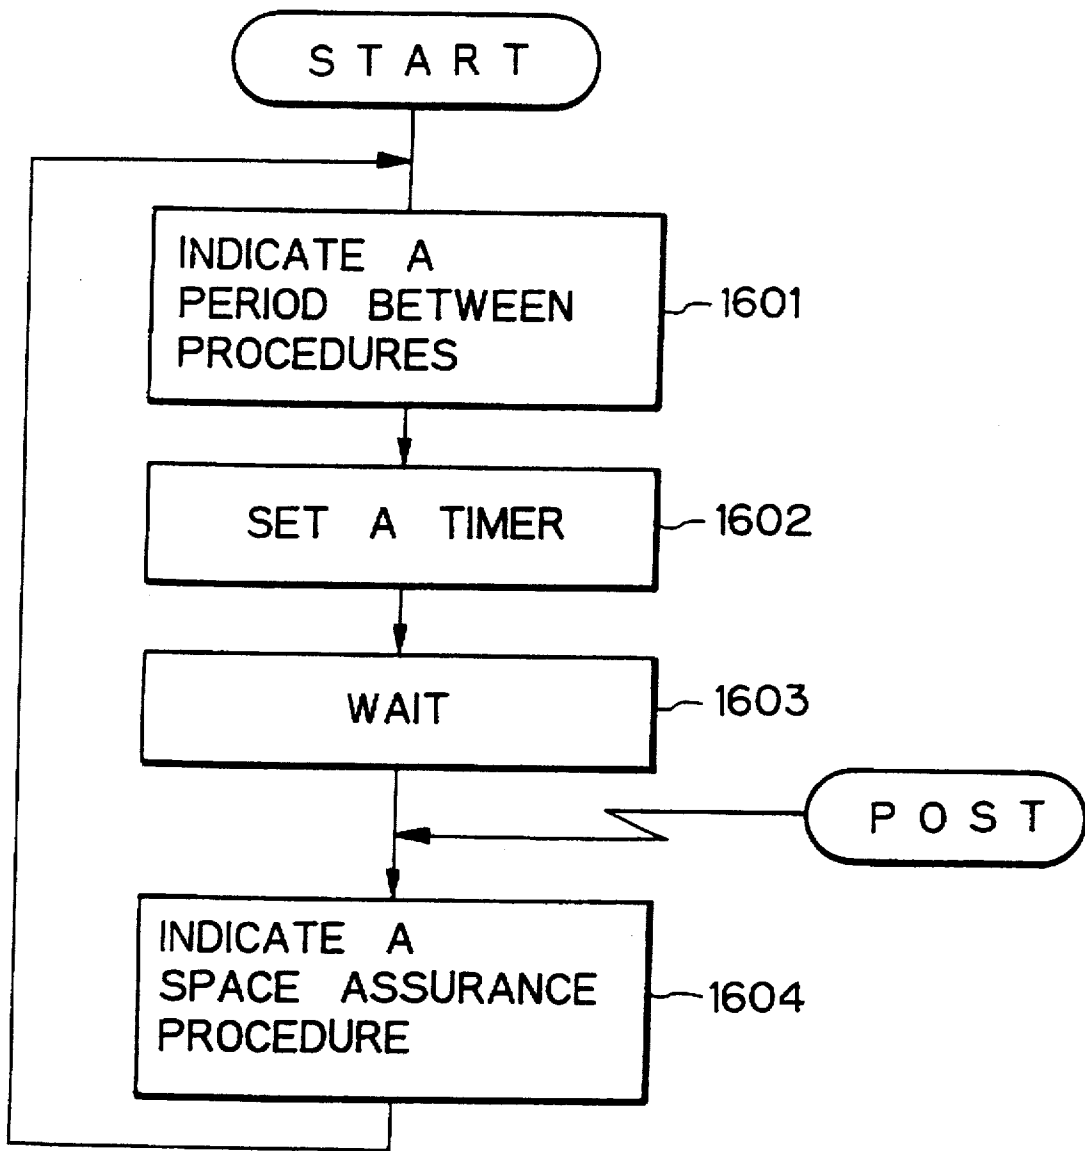 START
INDICATE A
PERIOD BETWEEN
PROCEDURES
1601
SET A TIMER
1602
WAIT
1603
POST
INDICATE A
SPACE ASSURANCE
PROCEDURE
1604